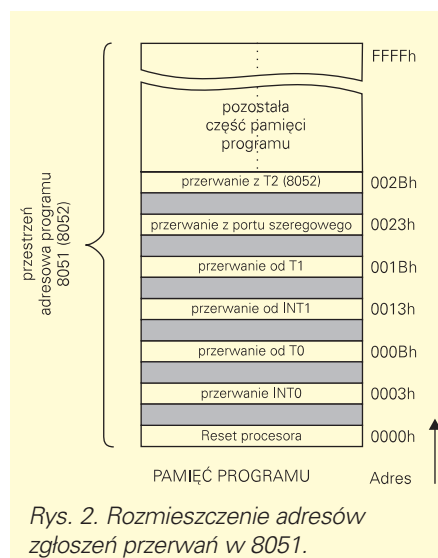 FFFFh
pozostała
część pamięci
programu
przerwanie z T2 (8052) 002Bh
przerwanie z portu szeregowego 0023h
przerwanie od T1 001Bh
przerwanie od INT1 0013h
przerwanie od T0 000Bh
przerwanie INT0 0003h
Reset procesora 0000h
przestrzeń
adresowa programu
8051 (8052)
PAMIĘĆ PROGRAMU Adres
Rys. 2. Rozmieszczenie adresów
zgłoszeń przerwań w 8051.